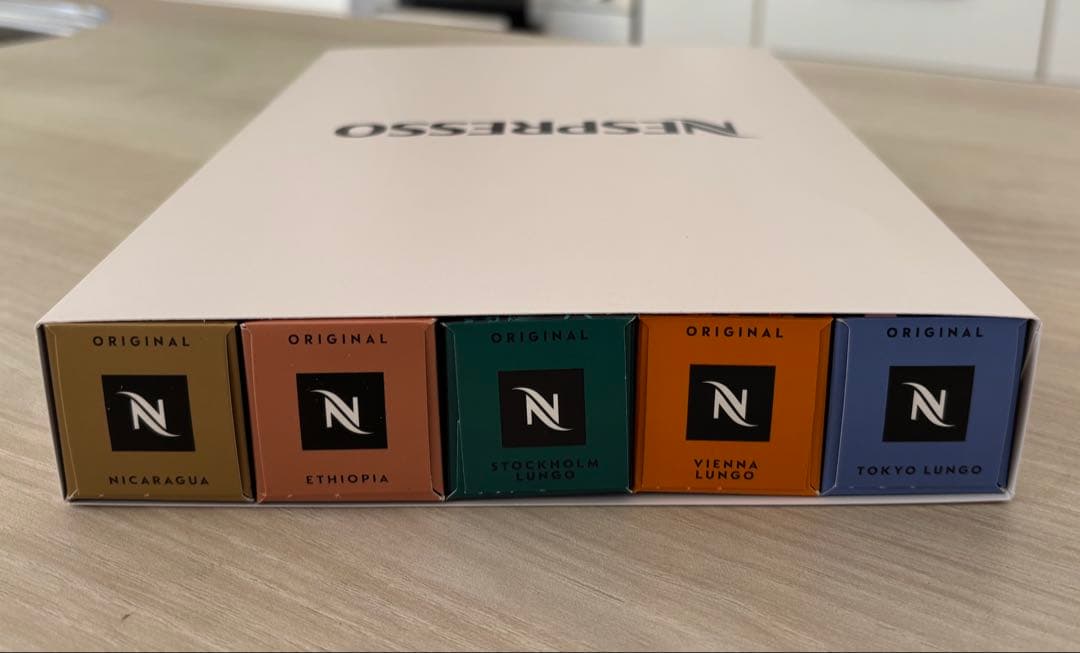 NESPRESSO
ORIGINAL
N
NICARAGUA
ORIGINAL
N
ETHIOPIA
ORIGINAL
N
STOCKHOLM
LUNGO
ORIGINAL
N
VIENNA
LUNGO
ORIGINAL
N
TOKYO LUNGO